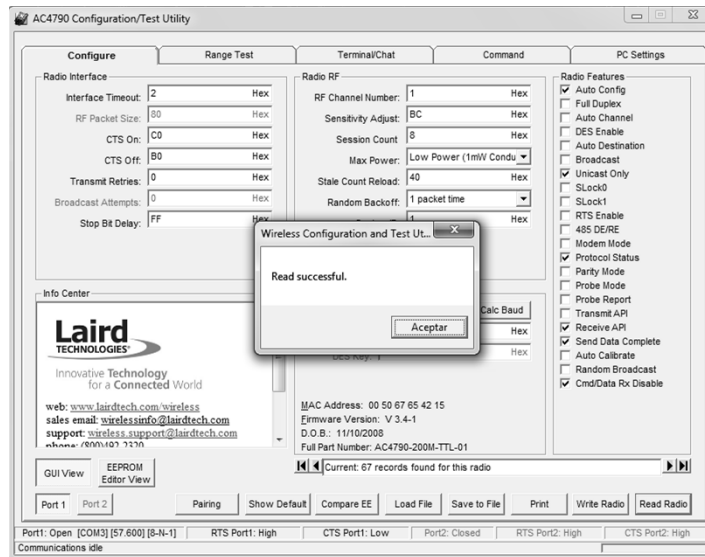 AC4790 Configuration/Test Utility
Configure Range Test Terminal/Chat Command PC Settings
Radio Interface
Interface Timeout: 2 Hex
RF Packet Size: 80 Hex
CTS On: C0 Hex
CTS Off: B0 Hex
Transmit Retries: 0 Hex
Broadcast Attempts: 0 Hex
Stop Bit Delay: FF Hex
Radio RF
RF Channel Number: 1 Hex
Sensitivity Adjust: BC Hex
Session Count 8 Hex
Max Power: Low Power (1mW Condu
Stale Count Reload: 40 Hex
Random Backoff: 1 packet time
1 Hex
Radio Features
Auto Config
Full Duplex
Auto Channel
DES Enable
Auto Destination
Broadcast
Unicast Only
SLock0
SLock1
RTS Enable
485 DE/RE
Modem Mode
Protocol Status
Parity Mode
Probe Mode
Probe Report
Transmit API
Receive API
Send Data Complete
Auto Calibrate
Random Broadcast
Cmd/Data Rx Disable
Wireless Configuration and Test Ut...
Read successful.
Aceptar
Calc Baud
Hex
DES Key: 1 Hex
Info Center
Laird
TECHNOLOGIES®
Innovative Technology
for a Connected World
web: www.lairdtech.com/wireless
sales email: wirelessinfo@lairdtech.com
support: wireless.support@lairdtech.com
phone: (800)492-2320
MAC Address: 00 50 67 65 42 15
Firmware Version: V 3.4-1
D.O.B.: 11/10/2008
Full Part Number: AC4790-200M-TTL-01
GUI View EEPROM Editor View
Current: 67 records found for this radio
Port 1 Port 2 Pairing Show Default Compare EE Load File Save to File Print Write Radio Read Radio
Port1: Open [COM3] [57.600] [8-N-1] RTS Port1: High CTS Port1: Low Port2: Closed RTS Port2: High CTS Port2: High
Communications idle